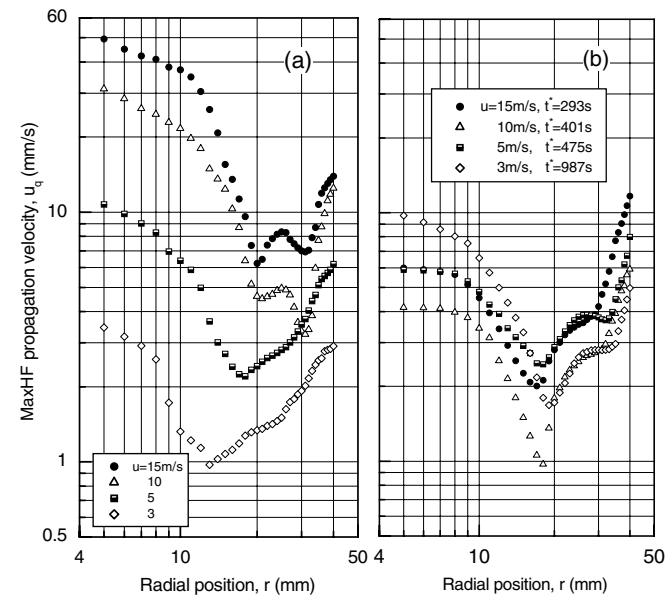 60
10
1
0.5
MaxHF propagation velocity, u_q (mm/s)
(a)
u=15m/s
10
5
3
4
10
50
Radial position, r (mm)
(b)
u=15m/s, t*=293s
10m/s, t*=401s
5m/s, t*=475s
3m/s, t*=987s
4
10
50
Radial position, r (mm)